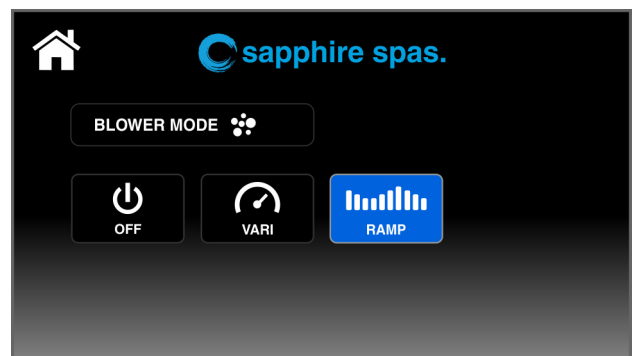 sapphire spas.
BLOWER MODE
OFF
VARI
RAMP